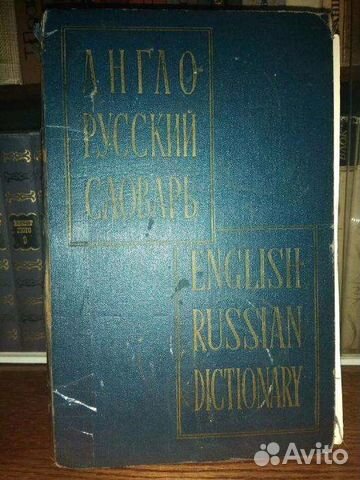 АНГЛО
РУССКИЙ
СЛОВАРЬ
ENGLISH-
RUSSIAN
DICTIONARY
Avito